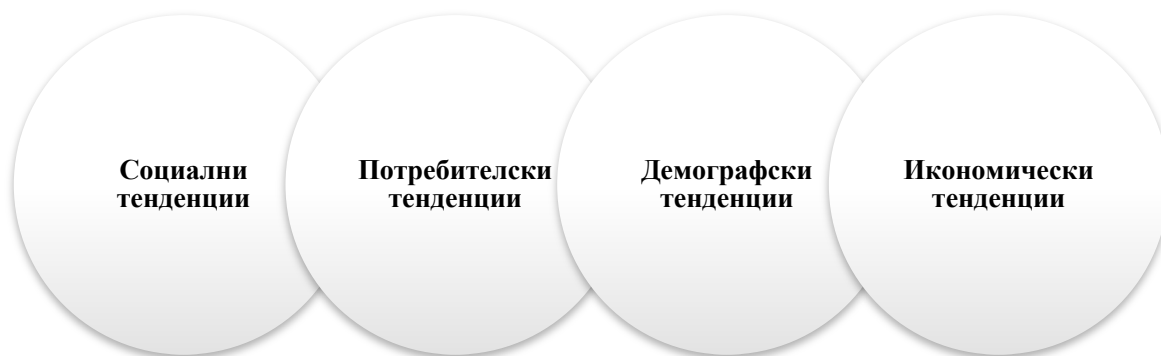 Социални
тенденции
Потребителски
тенденции
Демографски
тенденции
Икономически
тенденции